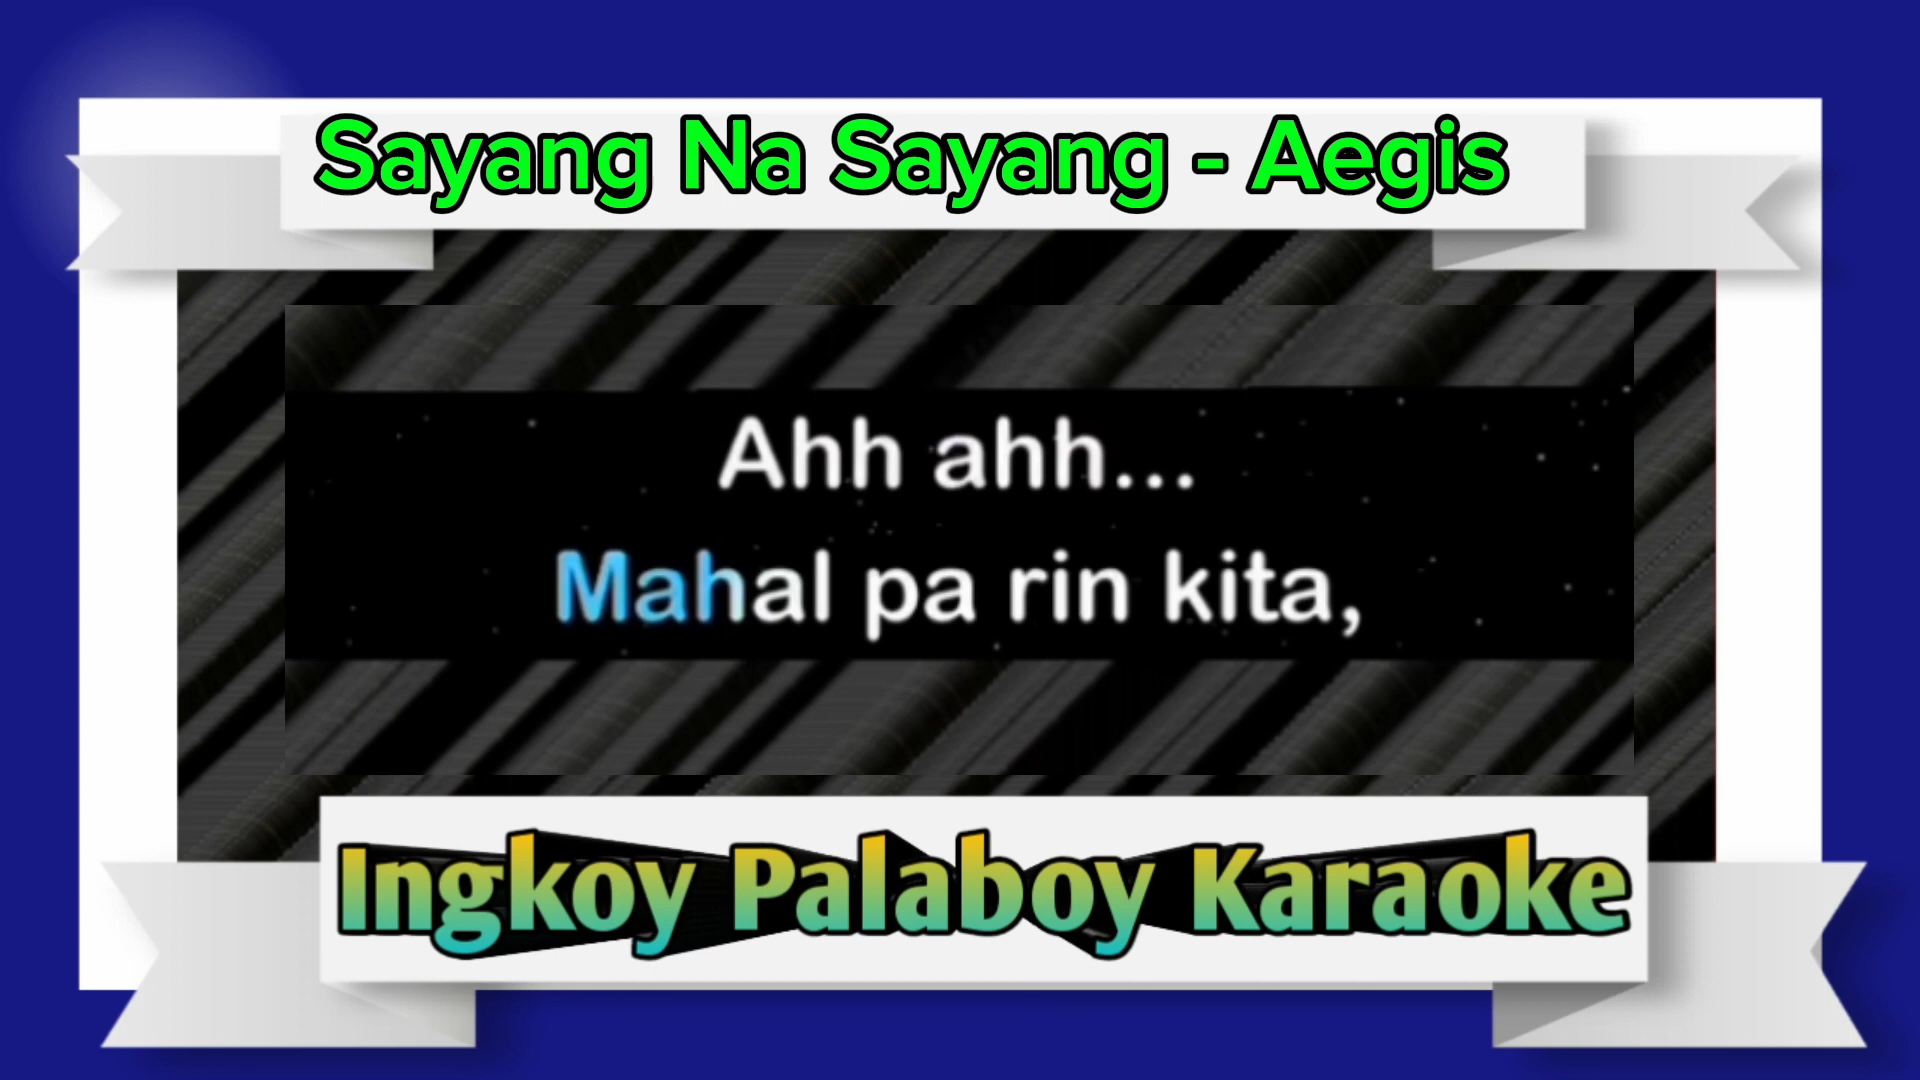 Sayang Na Sayang - Aegis
Ahh ahh...
Mahal pa rin kita,
Ingkoy Palaboy Karaoke